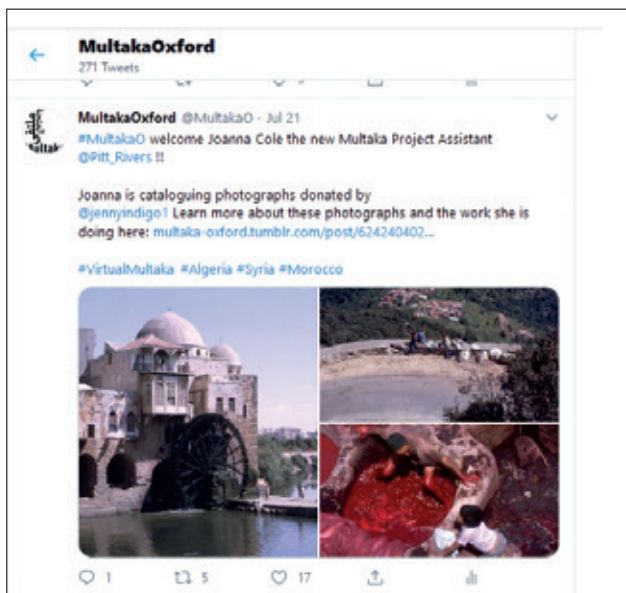 MultakaOxford
271 Tweets
MultakaOxford @MultakaO · Jul 21
#MultakaO welcome Joanna Cole the new Multaka Project Assistant
@Pitt_Rivers !!
Joanna is cataloguing photographs donated by
@jennyindigo1 Learn more about these photographs and the work she is
doing here: multaka-oxford.tumblr.com/post/624240402...
#VirtualMultaka #Algeria #Syria #Morocco
1 5 17